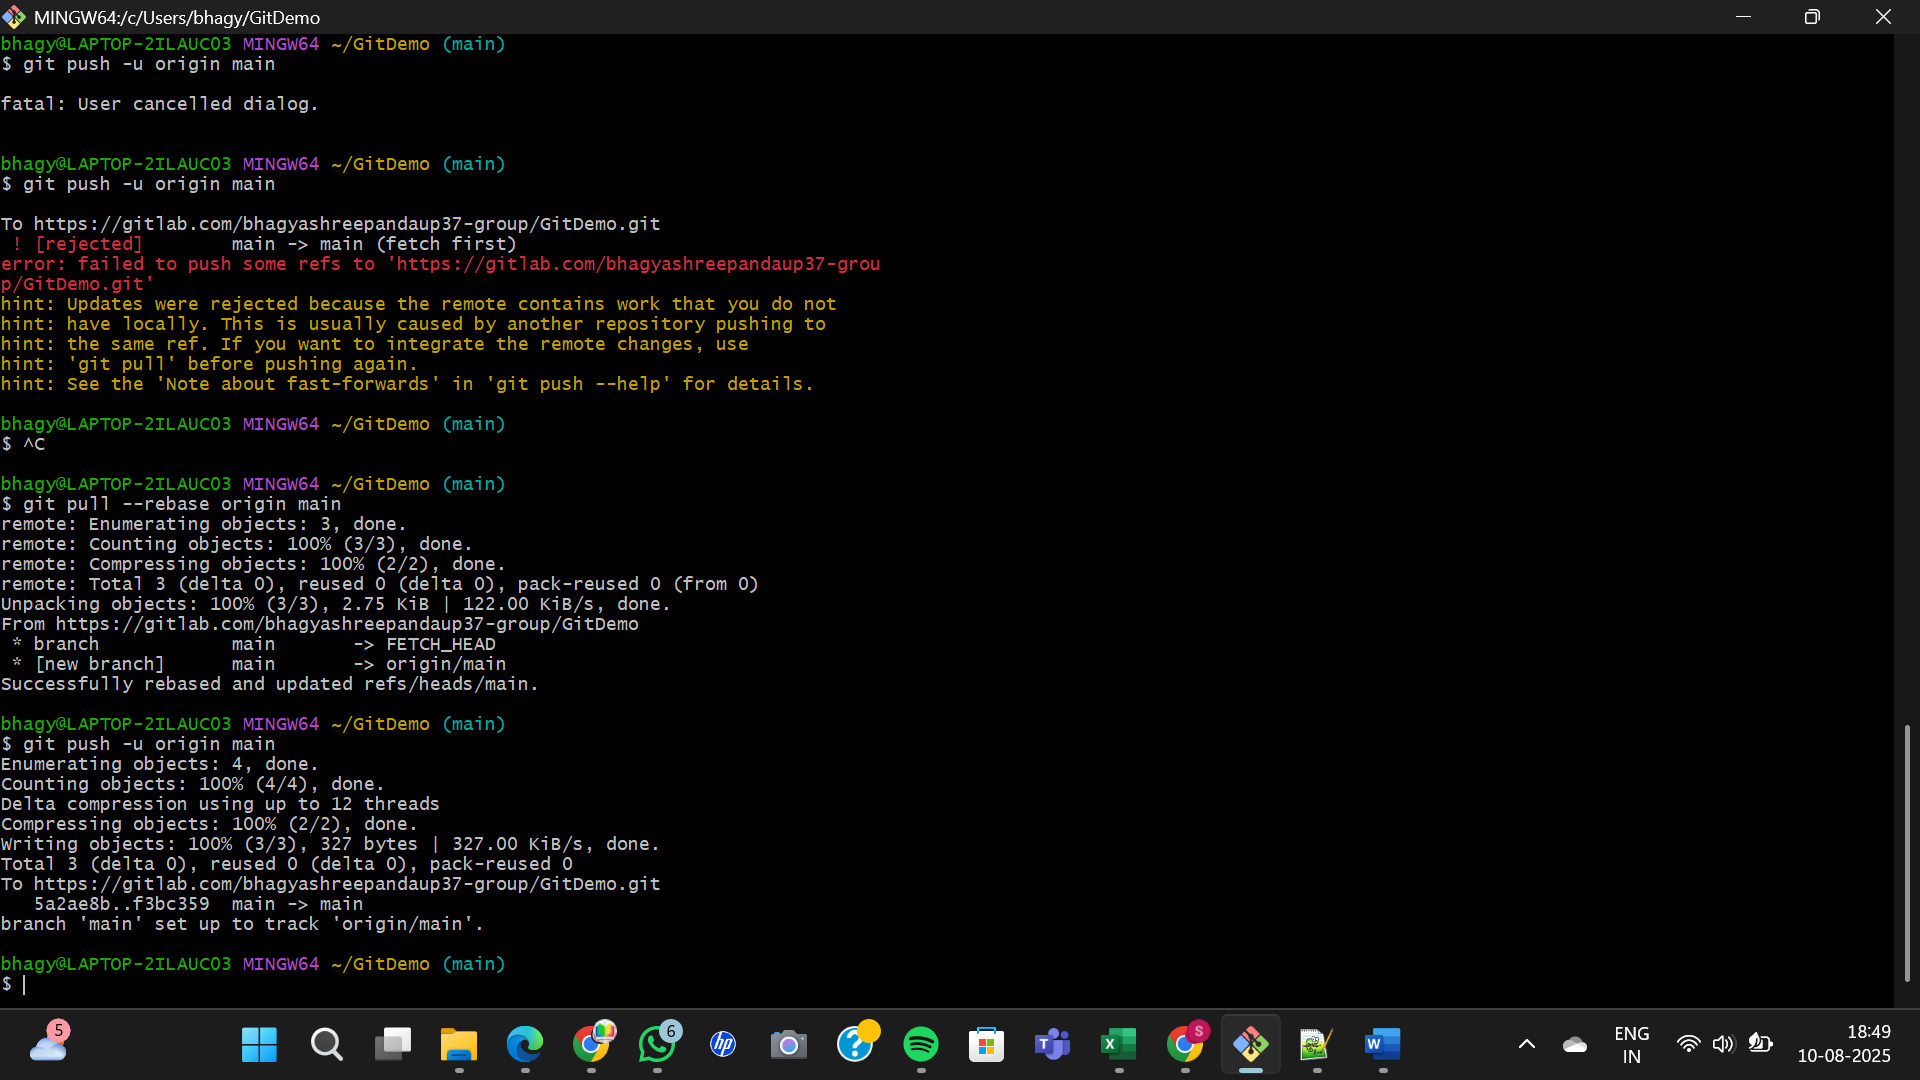 MINGW64:/c/Users/bhagy/GitDemo
bhagy@LAPTOP-2ILAUCO3 MINGW64 ~/GitDemo (main)
$ git push -u origin main
fatal: User cancelled dialog.
bhagy@LAPTOP-2ILAUCO3 MINGW64 ~/GitDemo (main)
$ git push -u origin main
To https://gitlab.com/bhagyashreepandaup37-group/GitDemo.git
! [rejected]        main -> main (fetch first)
error: failed to push some refs to 'https://gitlab.com/bhagyashreepandaup37-grou
p/GitDemo.git'
hint: Updates were rejected because the remote contains work that you do not
hint: have locally. This is usually caused by another repository pushing to
hint: the same ref. If you want to integrate the remote changes, use
hint: 'git pull' before pushing again.
hint: See the 'Note about fast-forwards' in 'git push --help' for details.
bhagy@LAPTOP-2ILAUCO3 MINGW64 ~/GitDemo (main)
$ ^C
bhagy@LAPTOP-2ILAUCO3 MINGW64 ~/GitDemo (main)
$ git pull --rebase origin main
remote: Enumerating objects: 3, done.
remote: Counting objects: 100% (3/3), done.
remote: Compressing objects: 100% (2/2), done.
remote: Total 3 (delta 0), reused 0 (delta 0), pack-reused 0 (from 0)
Unpacking objects: 100% (3/3), 2.75 KiB | 122.00 KiB/s, done.
From https://gitlab.com/bhagyashreepandaup37-group/GitDemo
* branch            main       -> FETCH_HEAD
* [new branch]      main       -> origin/main
Successfully rebased and updated refs/heads/main.
bhagy@LAPTOP-2ILAUCO3 MINGW64 ~/GitDemo (main)
$ git push -u origin main
Enumerating objects: 4, done.
Counting objects: 100% (4/4), done.
Delta compression using up to 12 threads
Compressing objects: 100% (2/2), done.
Writing objects: 100% (3/3), 327 bytes | 327.00 KiB/s, done.
Total 3 (delta 0), reused 0 (delta 0), pack-reused 0
To https://gitlab.com/bhagyashreepandaup37-group/GitDemo.git
5a2ae8b..f3bc359  main -> main
branch 'main' set up to track 'origin/main'.
bhagy@LAPTOP-2ILAUCO3 MINGW64 ~/GitDemo (main)
$
5
6
hp
?
T
X
S
W
ENG
IN
18:49
10-08-2025